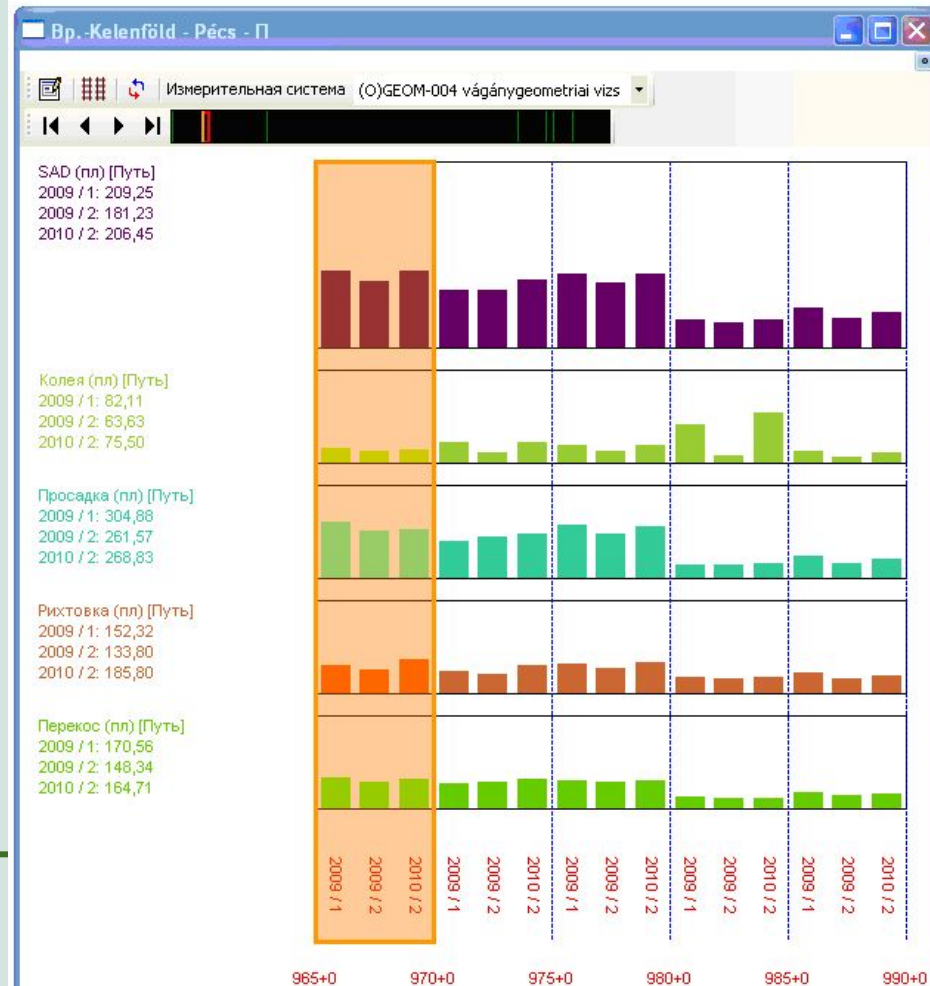 Bp.-Kelenföld - Pécs - П
Измерительная система (O)GEOM-004 vágánygeometriai vizs
SAD (пл) [Путь]
2009 / 1: 209,25
2009 / 2: 181,23
2010 / 2: 206,45
Колея (пл) [Путь]
2009 / 1: 82,11
2009 / 2: 63,63
2010 / 2: 75,50
Просадка (пл) [Путь]
2009 / 1: 304,88
2009 / 2: 261,57
2010 / 2: 268,83
Рихтовка (пл) [Путь]
2009 / 1: 152,32
2009 / 2: 133,80
2010 / 2: 185,80
Перекос (пл) [Путь]
2009 / 1: 170,56
2009 / 2: 148,34
2010 / 2: 164,71
2009 / 1 2009 / 2 2010 / 2 2009 / 1 2009 / 2 2010 / 2 2009 / 1 2009 / 2 2010 / 2 2009 / 1 2009 / 2 2010 / 2 2009 / 1 2009 / 2 2010 / 2
965+0 970+0 975+0 980+0 985+0 990+0